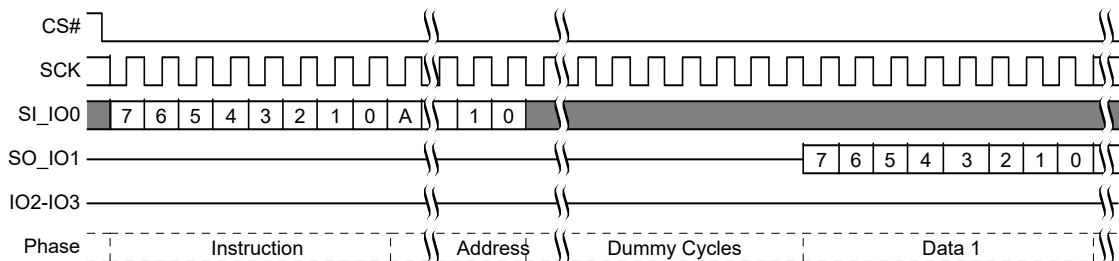 CS#
SCK
SI_IO0 7 6 5 4 3 2 1 0 A 1 0
SO_IO1 7 6 5 4 3 2 1 0
IO2-IO3
Phase Instruction Address Dummy Cycles Data 1